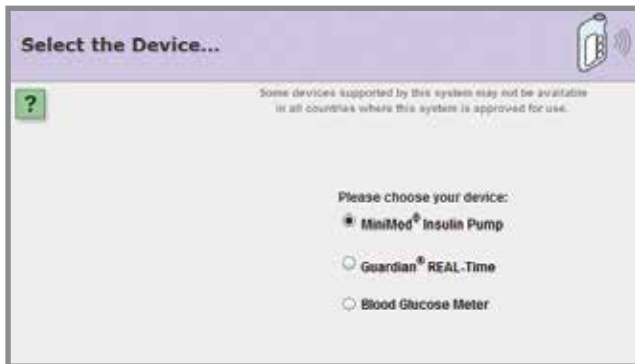 Select the Device...
?
Some devices supported by this system may not be available
in all countries where this system is approved for use.
Please choose your device:
MiniMed® Insulin Pump
Guardian® REAL-Time
Blood Glucose Meter